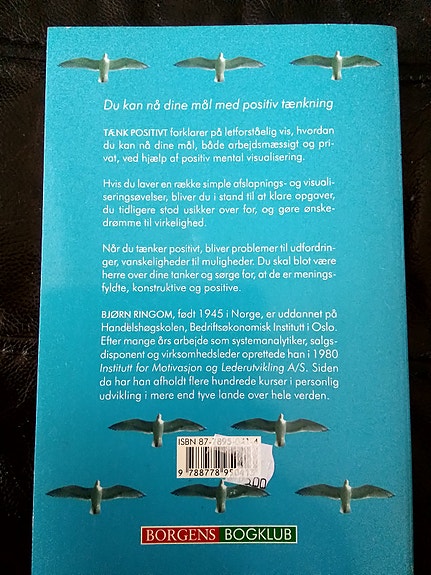 Du kan nå dine mål med positiv tænkning
TÆNK POSITIVT forklarer på letforståelig vis, hvordan
du kan nå dine mål, både arbejdsmæssigt og pri-
vat, ved hjælp af positiv mental visualisering.
Hvis du laver en række simple afslapnings- og visuali-
seringsøvelser, bliver du i stand til at klare opgaver,
du tidligere stod usikker over for, og gøre ønske-
drømme til virkelighed.
Når du tænker positivt, bliver problemer til udfordrin-
ger, vanskeligheder til muligheder. Du skal blot være
herre over dine tanker og sørge for, at de er menings-
fyldte, konstruktive og positive.
BJØRN RINGOM, født 1945 i Norge, er uddannet på
Handelshøgskolen, Bedriftsøkonomisk Institutt i Oslo.
Efter mange års arbejde som systemanalytiker, salgs-
disponent og virksomhedsleder oprettede han i 1980
Institutt for Motivasjon og Lederutvikling A/S. Siden
da har han afholdt flere hundrede kurser i personlig
udvikling i mere end tyve lande over hele verden.
ISBN 87-7895-
BORGENS BOGKLUB